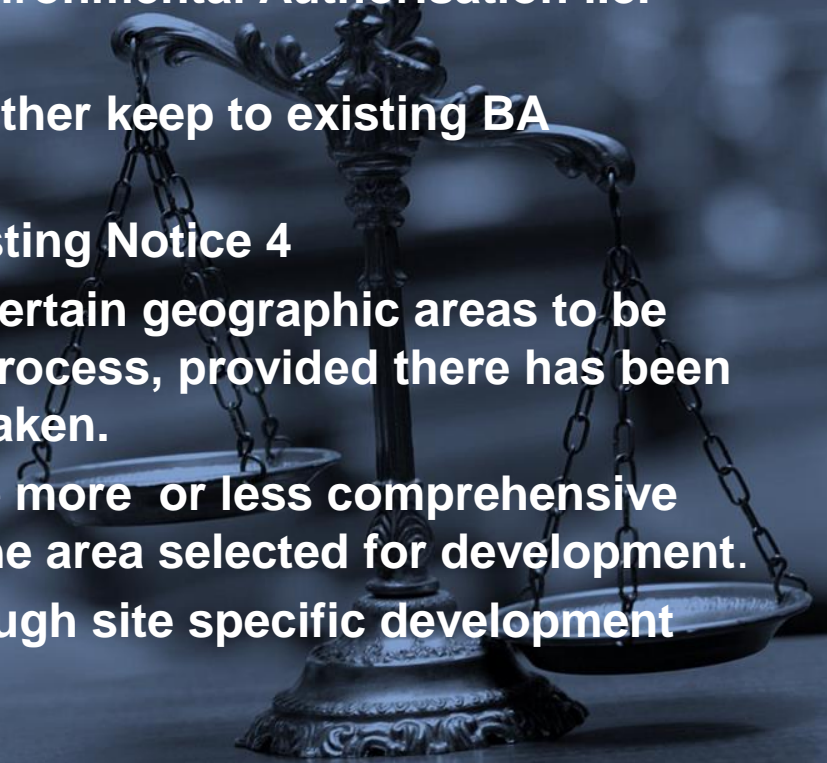 Authorisation
ther keep to existing BA
sting Notice 4
ertain geographic areas to be
rocess, provided there has been
aken.
more or less comprehensive
e area selected for development.
ugh site specific development